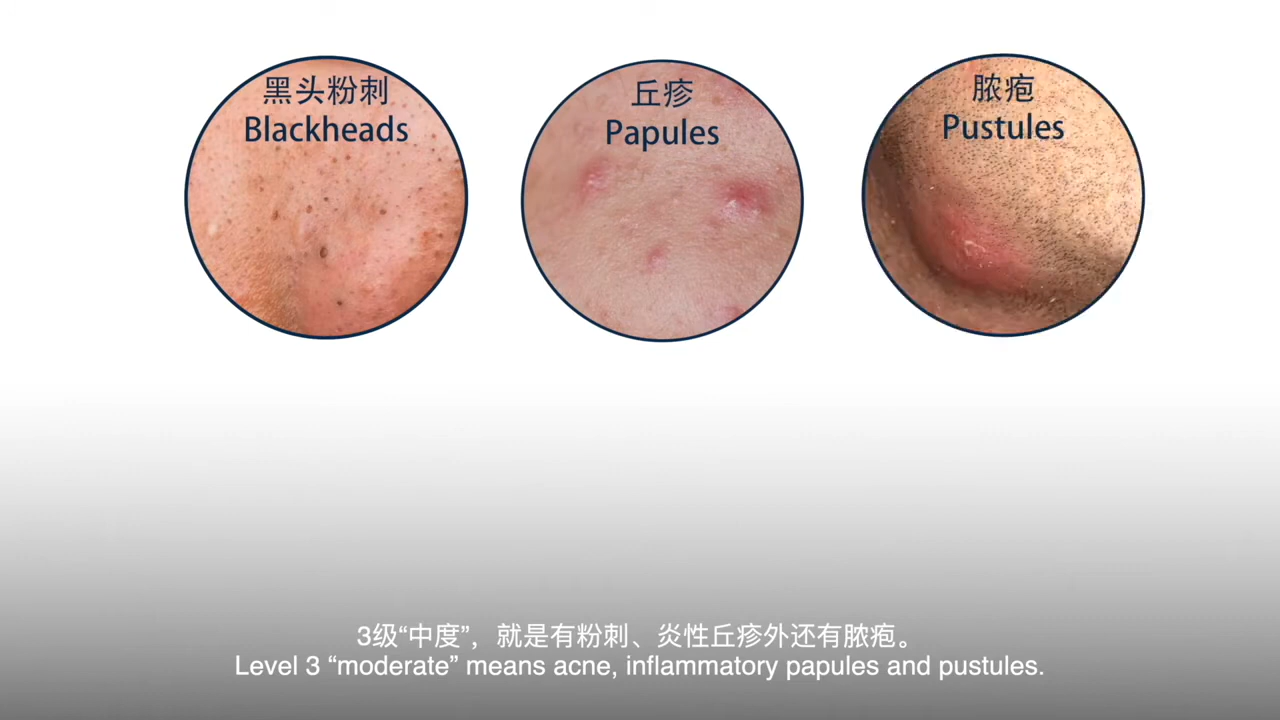 黑头粉刺
Blackheads
丘疹
Papules
脓疱
Pustules
3级“中度”，就是有粉刺、炎性丘疹外还有脓疱。
Level 3 “moderate” means acne, inflammatory papules and pustules.